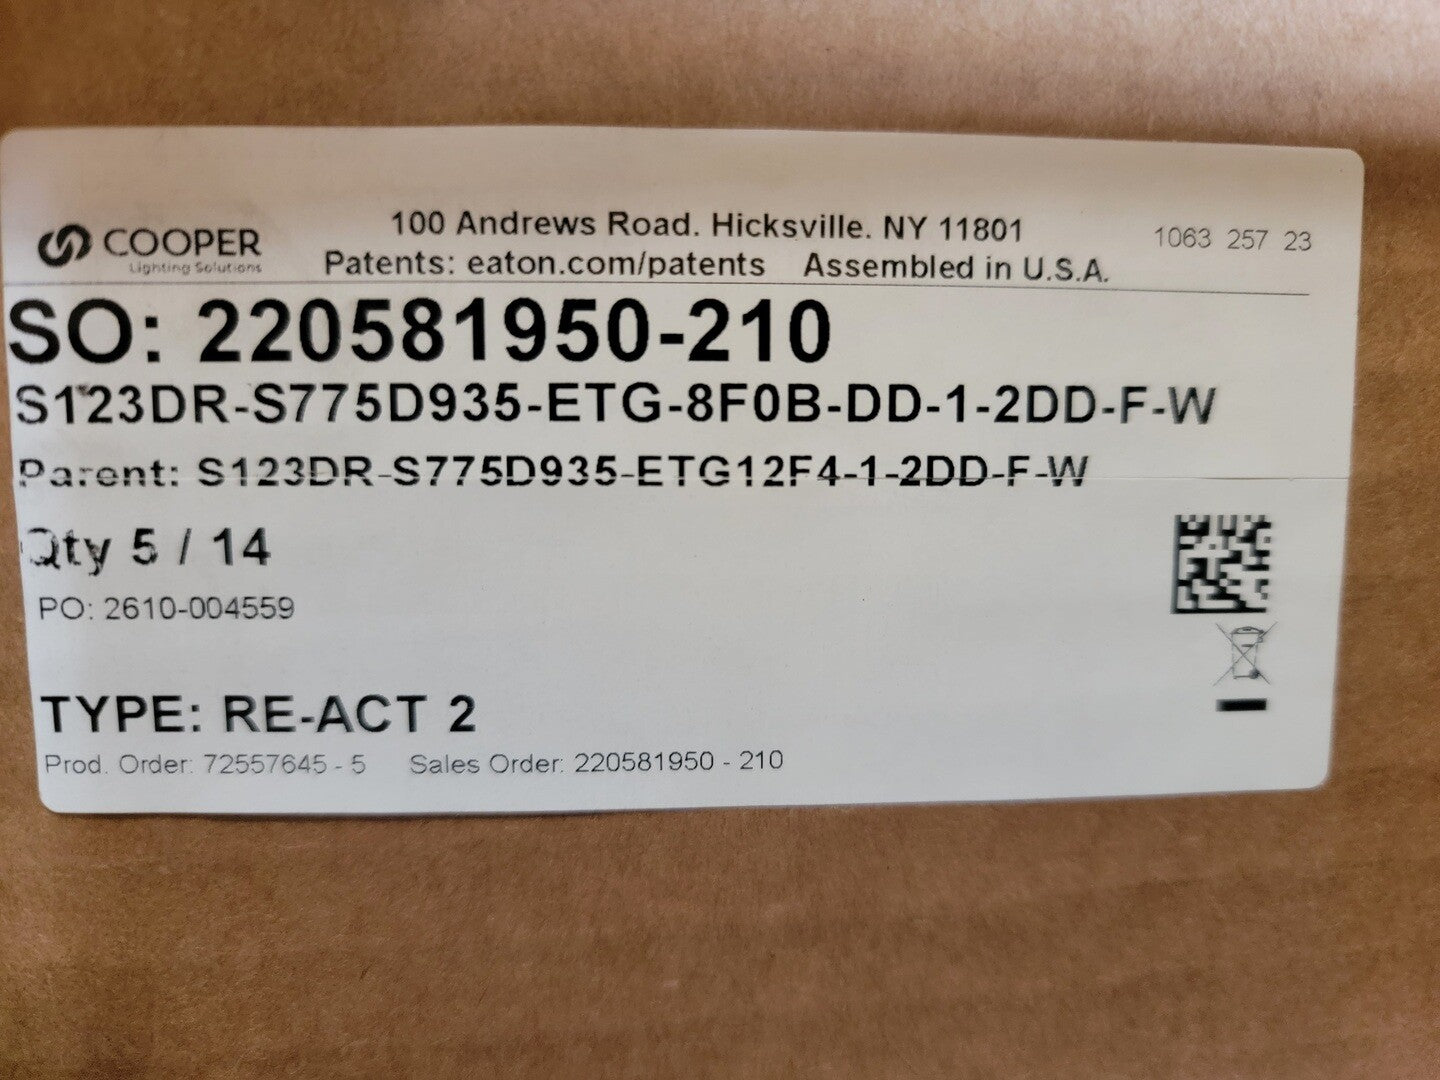 COOPER
Lighting Solutions
100 Andrews Road. Hicksville. NY 11801
Patents: eaton.com/patents Assembled in U.S.A.
1063 257 23
SO: 220581950-210
S123DR-S775D935-ETG-8F0B-DD-1-2DD-F-W
Parent: S123DR-S775D935-ETG12F4-1-2DD-F-W
Qty 5 / 14
PO: 2610-004559
TYPE: RE-ACT 2
Prod. Order: 72557645 - 5 Sales Order: 220581950 - 210